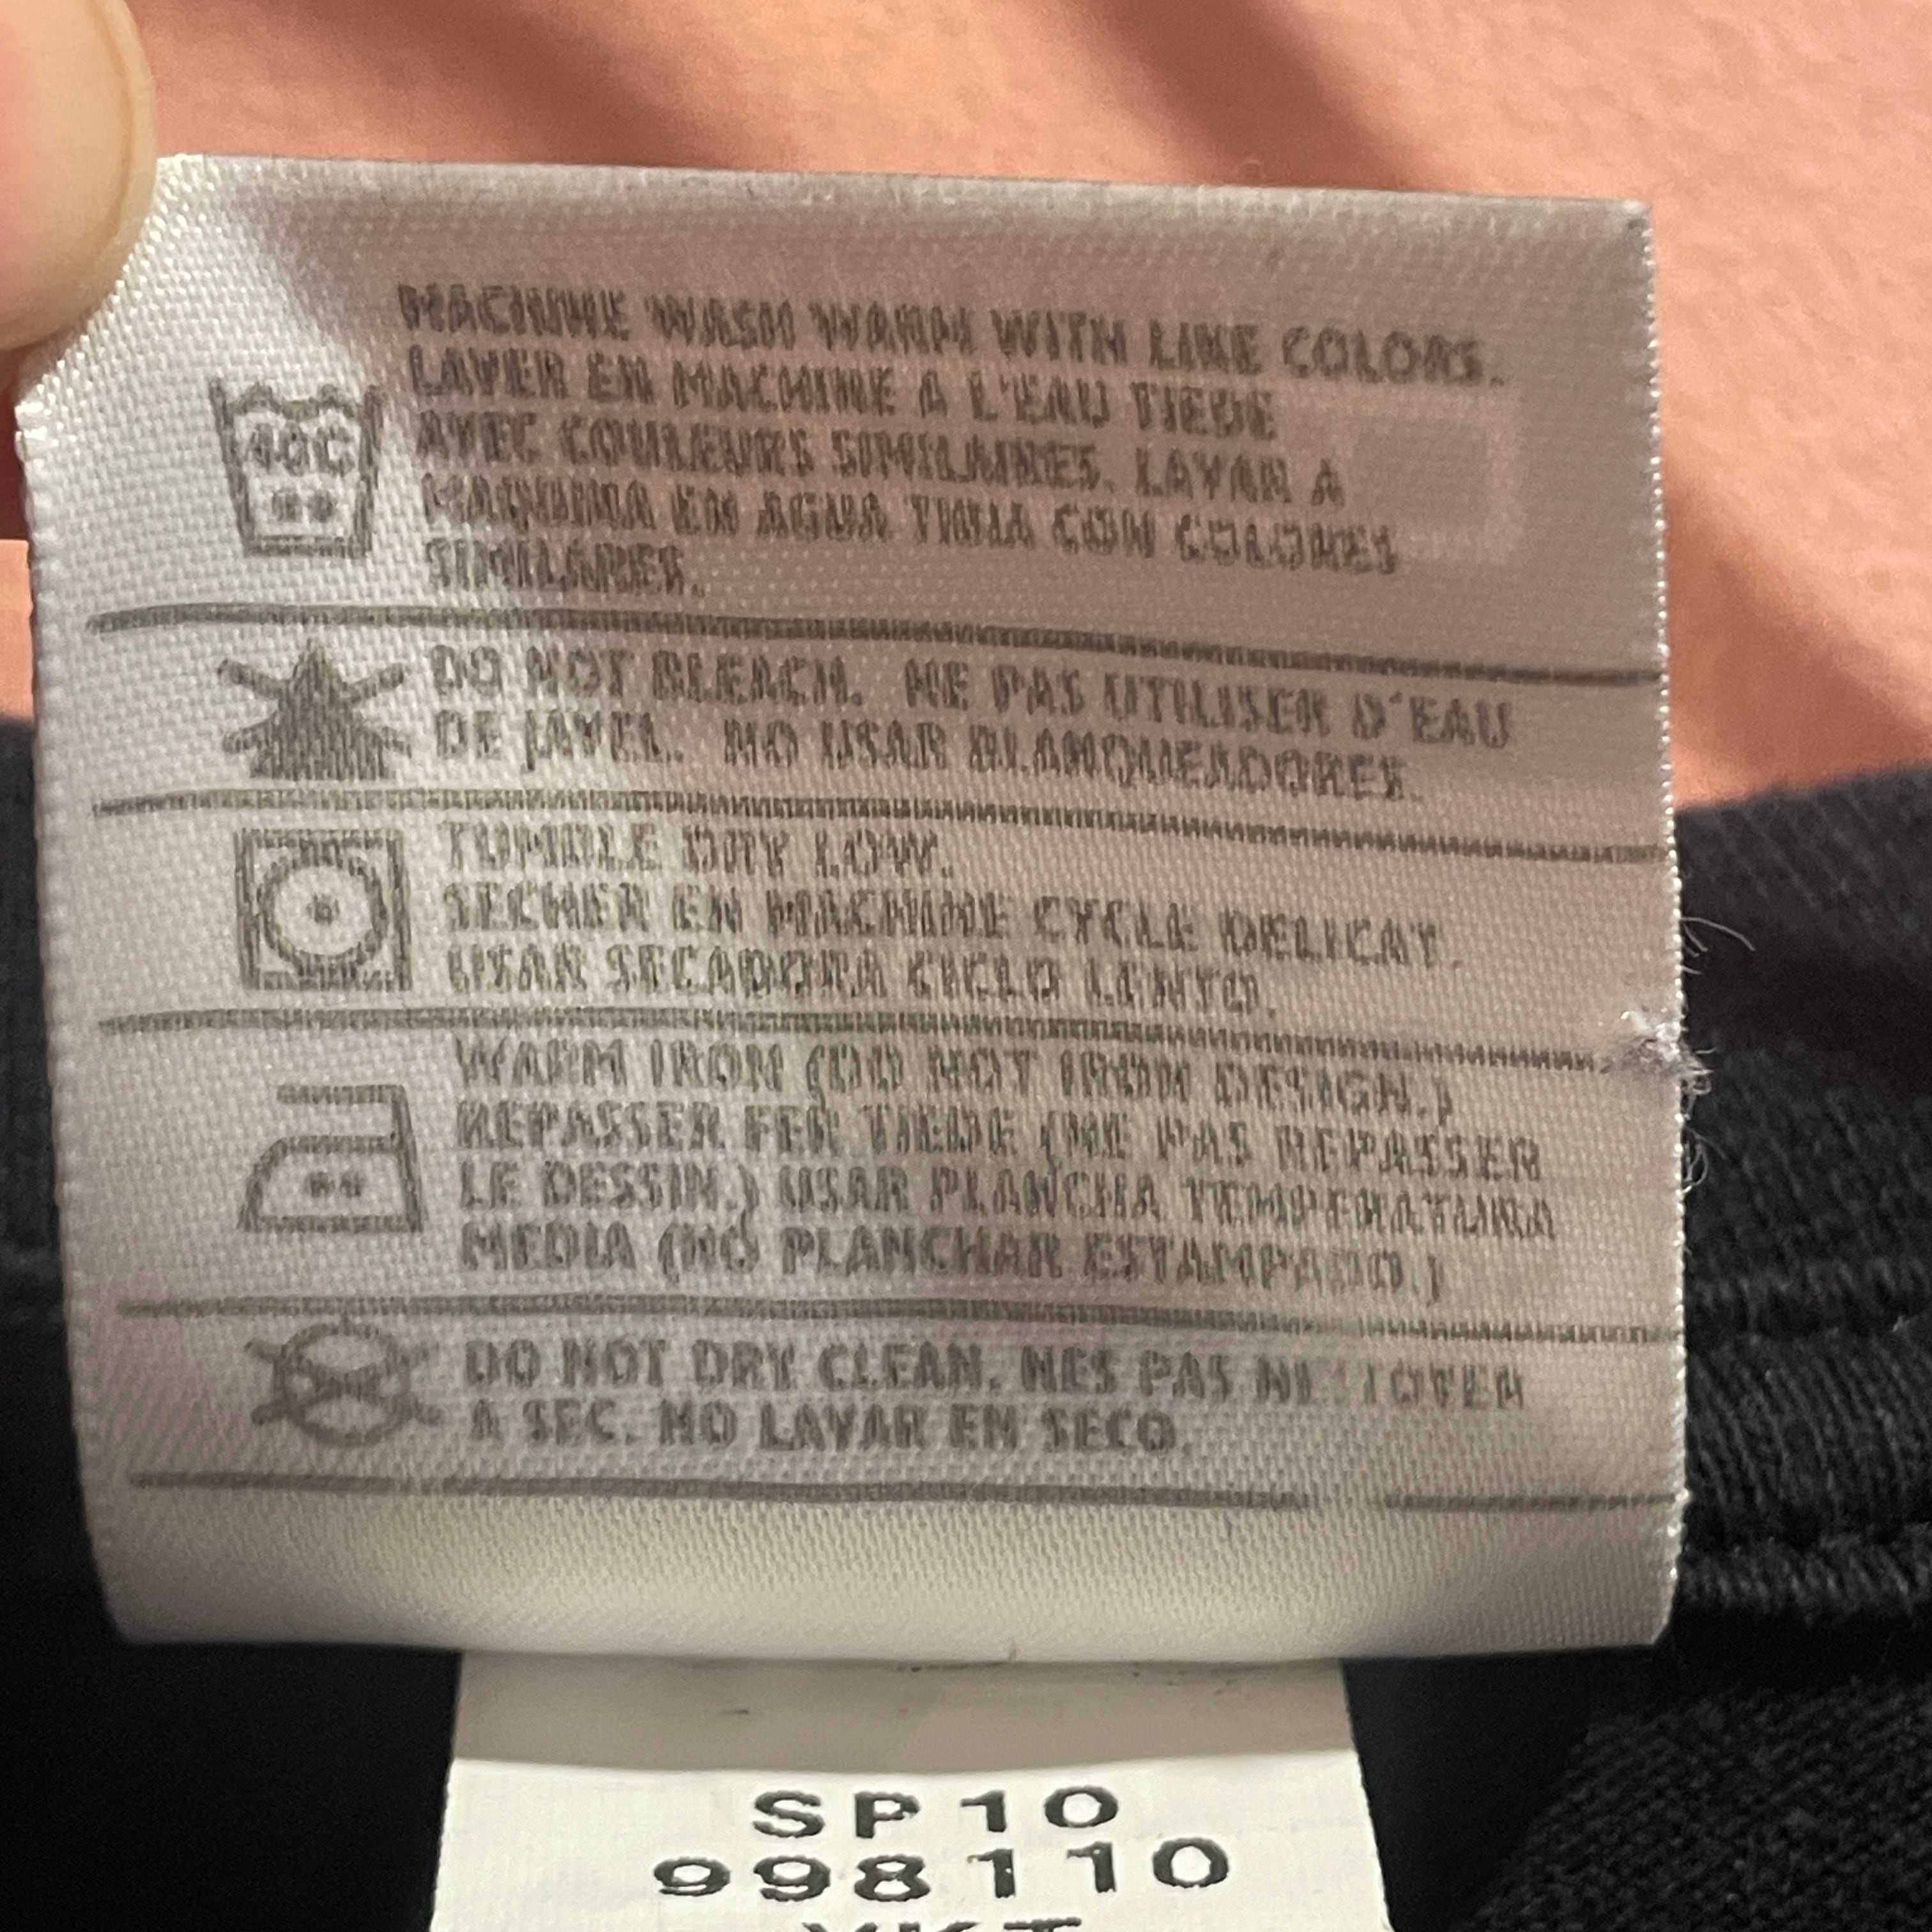 MACHINE WASH WARM WITH LIKE COLORS.
LAVER EN MACHINE A L'EAU TIEDE
40C
AVEC COULEURS SIMILAIRES. LAVAR A
MAQUINA EN AGUA TIBIA CON COLORES
SIMILARES.
DO NOT BLEACH. NE PAS UTILISER D'EAU
DE JAVEL. NO USAR BLANQUEADORES.
TUMBLE DRY LOW.
SECHER EN MACHINE CYCLE DELICAT.
USAR SECADORA CICLO LENTO.
WARM IRON (DO NOT IRON DESIGN.)
REPASSER FER TIEDE (NE PAS REPASSER
LE DESSIN.) USAR PLANCHA TEMPERATURA
MEDIA (NO PLANCHAR ESTAMPADO.)
DO NOT DRY CLEAN. NES PAS
A SEC. NO LAVAR EN SECO.
SP10
998110